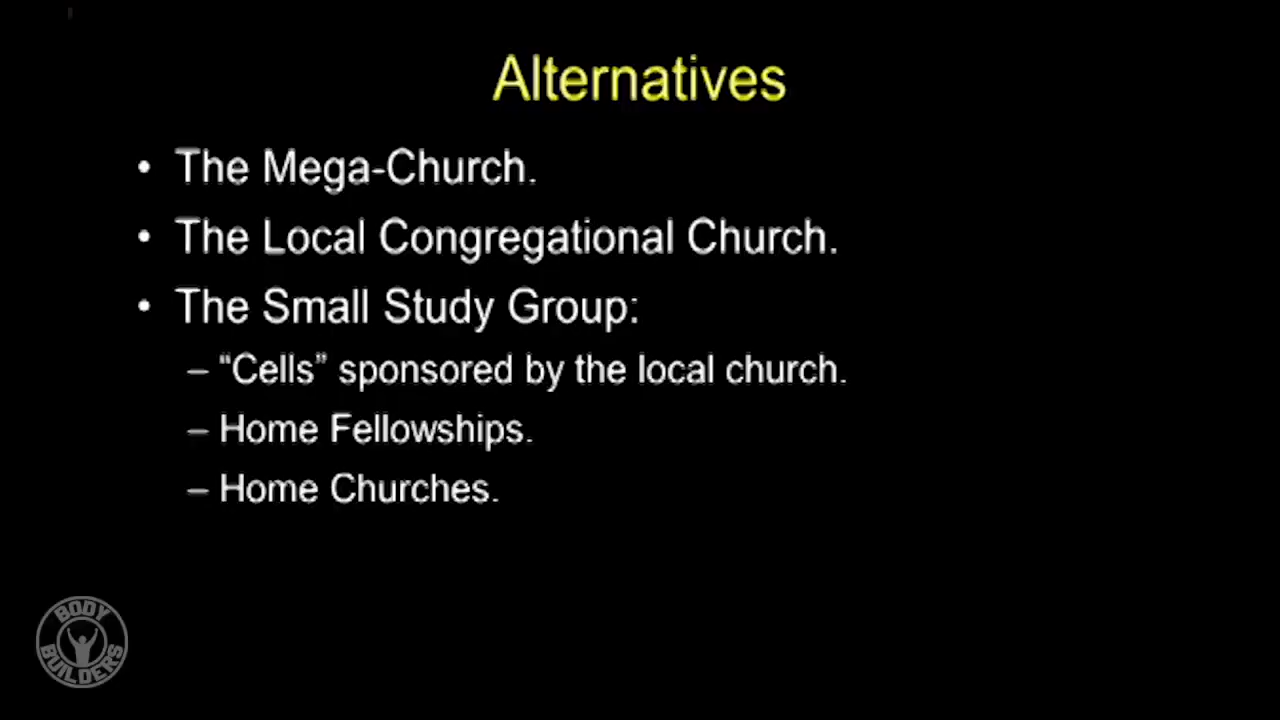 Alternatives
• The Mega-Church.
• The Local Congregational Church.
• The Small Study Group:
– “Cells” sponsored by the local church.
– Home Fellowships.
– Home Churches.
BODY
BUILDERS